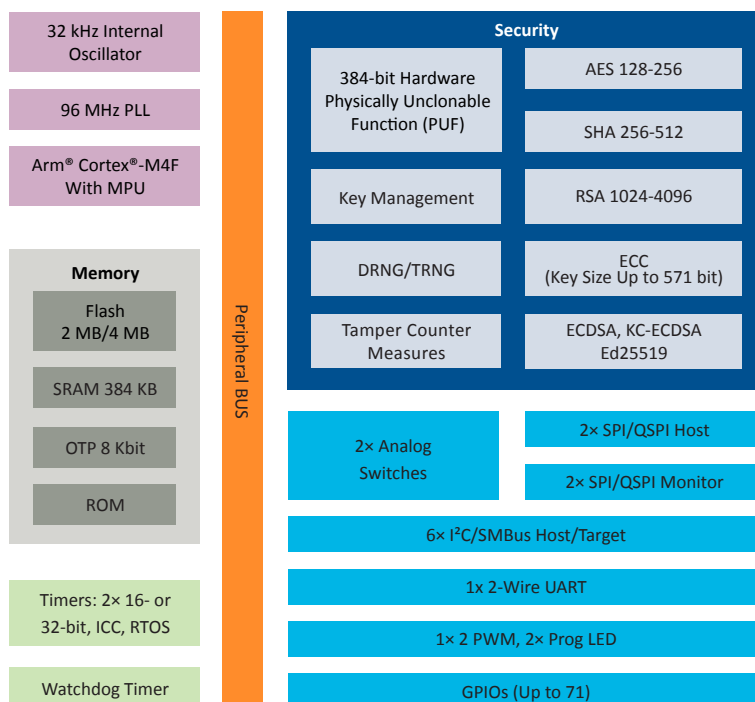 32 kHz Internal
Oscillator
96 MHz PLL
Arm® Cortex®-M4F
With MPU
Memory
Flash
2 MB/4 MB
SRAM 384 KB
OTP 8 Kbit
ROM
Timers: 2× 16- or
32-bit, ICC, RTOS
Watchdog Timer
Peripheral BUS
Security
384-bit Hardware
Physically Unclonable
Function (PUF)
AES 128-256
SHA 256-512
Key Management
RSA 1024-4096
DRNG/TRNG
ECC
(Key Size Up to 571 bit)
Tamper Counter
Measures
ECDSA, KC-ECDSA
Ed25519
2× Analog
Switches
2× SPI/QSPI Host
2× SPI/QSPI Monitor
6× I²C/SMBus Host/Target
1x 2-Wire UART
1× 2 PWM, 2× Prog LED
GPIOs (Up to 71)